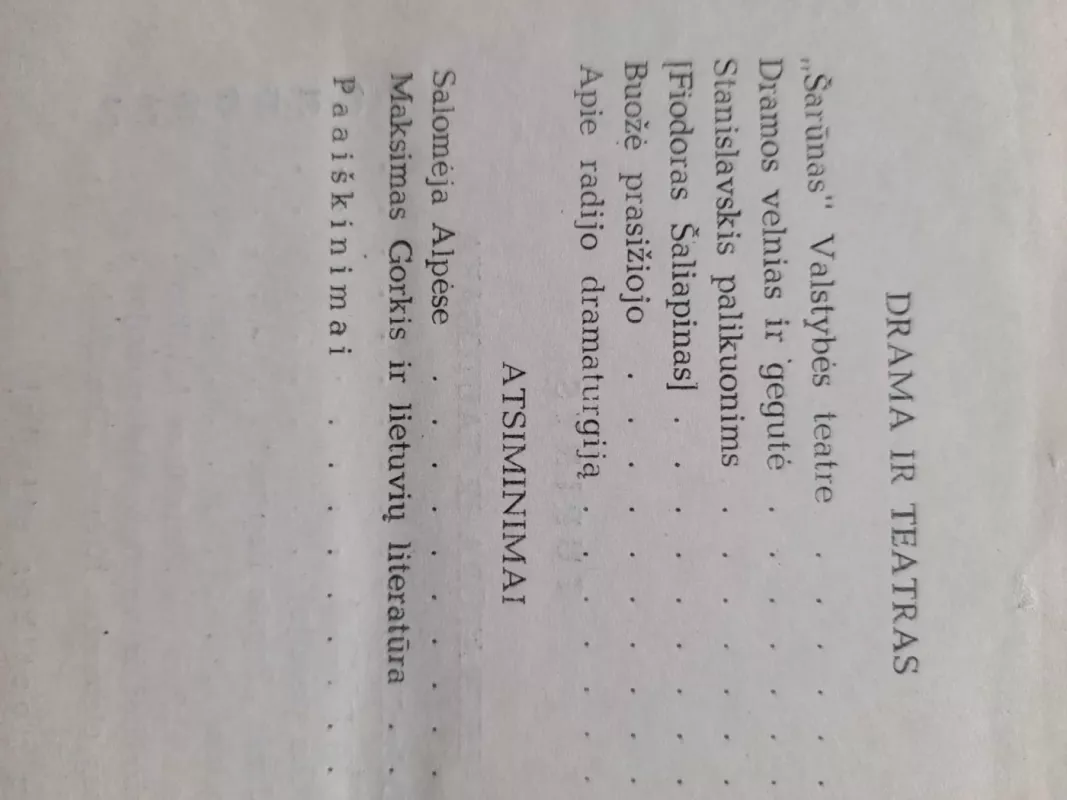 DRAMA IR TEATRAS
„Šarūnas" Valstybės teatre . . . . . .
Dramos velnias ir gegutė . . . . . . .
Stanislavskis palikuonims . . . . . . .
[Fiodoras Šaliapinas] . . . . . . . . .
Buožė prasižiojo . . . . . . . . . .
Apie radijo dramaturgiją . . . . . . .
ATSIMINIMAI
Salomėja Alpėse . . . . . . . . . .
Maksimas Gorkis ir lietuvių literatūra . . .
Paaiškinimai . . . . . . . . .